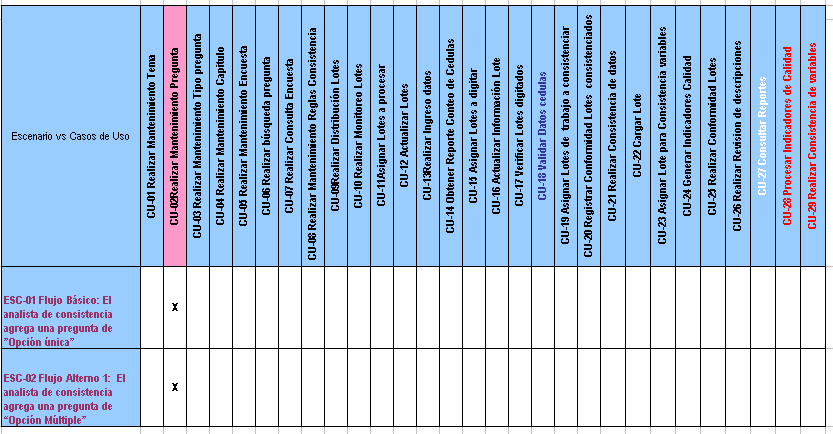 Escenario vs Casos de Uso
CU-01 Realizar Mantenimiento Tema
CU-02Realizar Mantenimiento Pregunta
CU-03 Realizar Mantenimiento Tipo pregunta
CU-04 Realizar Mantenimiento Capítulo
CU-05 Realizar Mantenimiento Encuesta
CU-06 Realizar búsqueda pregunta
CU-07 Realizar Consulta Encuesta
CU-08 Realizar Mantenimiento Reglas Consistencia
CU-09Realizar Distribución Lotes
CU-10 Realizar Monitoreo Lotes
CU-11Asignar Lotes a procesar
CU-12 Actualizar Lotes
CU-13Realizar Ingreso datos
CU-14 Obtener Reporte Conteo de Cedulas
CU-15 Asignar Lotes a digitar
CU-16 Actualizar Información Lote
CU-17 Verificar Lotes digitados
CU-18 Validar Datos cedulas
CU-19 Asignar Lotes de trabajo a consistenciar
CU-20 Registrar Conformidad Lotes consistenciados
CU-21 Realizar Consistencia de datos
CU-22 Cargar Lote
CU-23 Asignar Lote para Consistencia variables
CU-24 Generar Indicadores Calidad
CU-25 Realizar Conformidad Lotes
CU-26 Realizar Revision de descripciones
CU-27 Consultar Reportes
CU-28 Procesar Indicadores de Calidad
CU-29 Realizar Consistencia de variables
ESC-01 Flujo Básico: El
analista de consistencia
agrega una pregunta de
"Opción única"
X
ESC-02 Flujo Alterno 1: El
analista de consistencia
agrega una pregunta de
"Opción Múltiple"
X